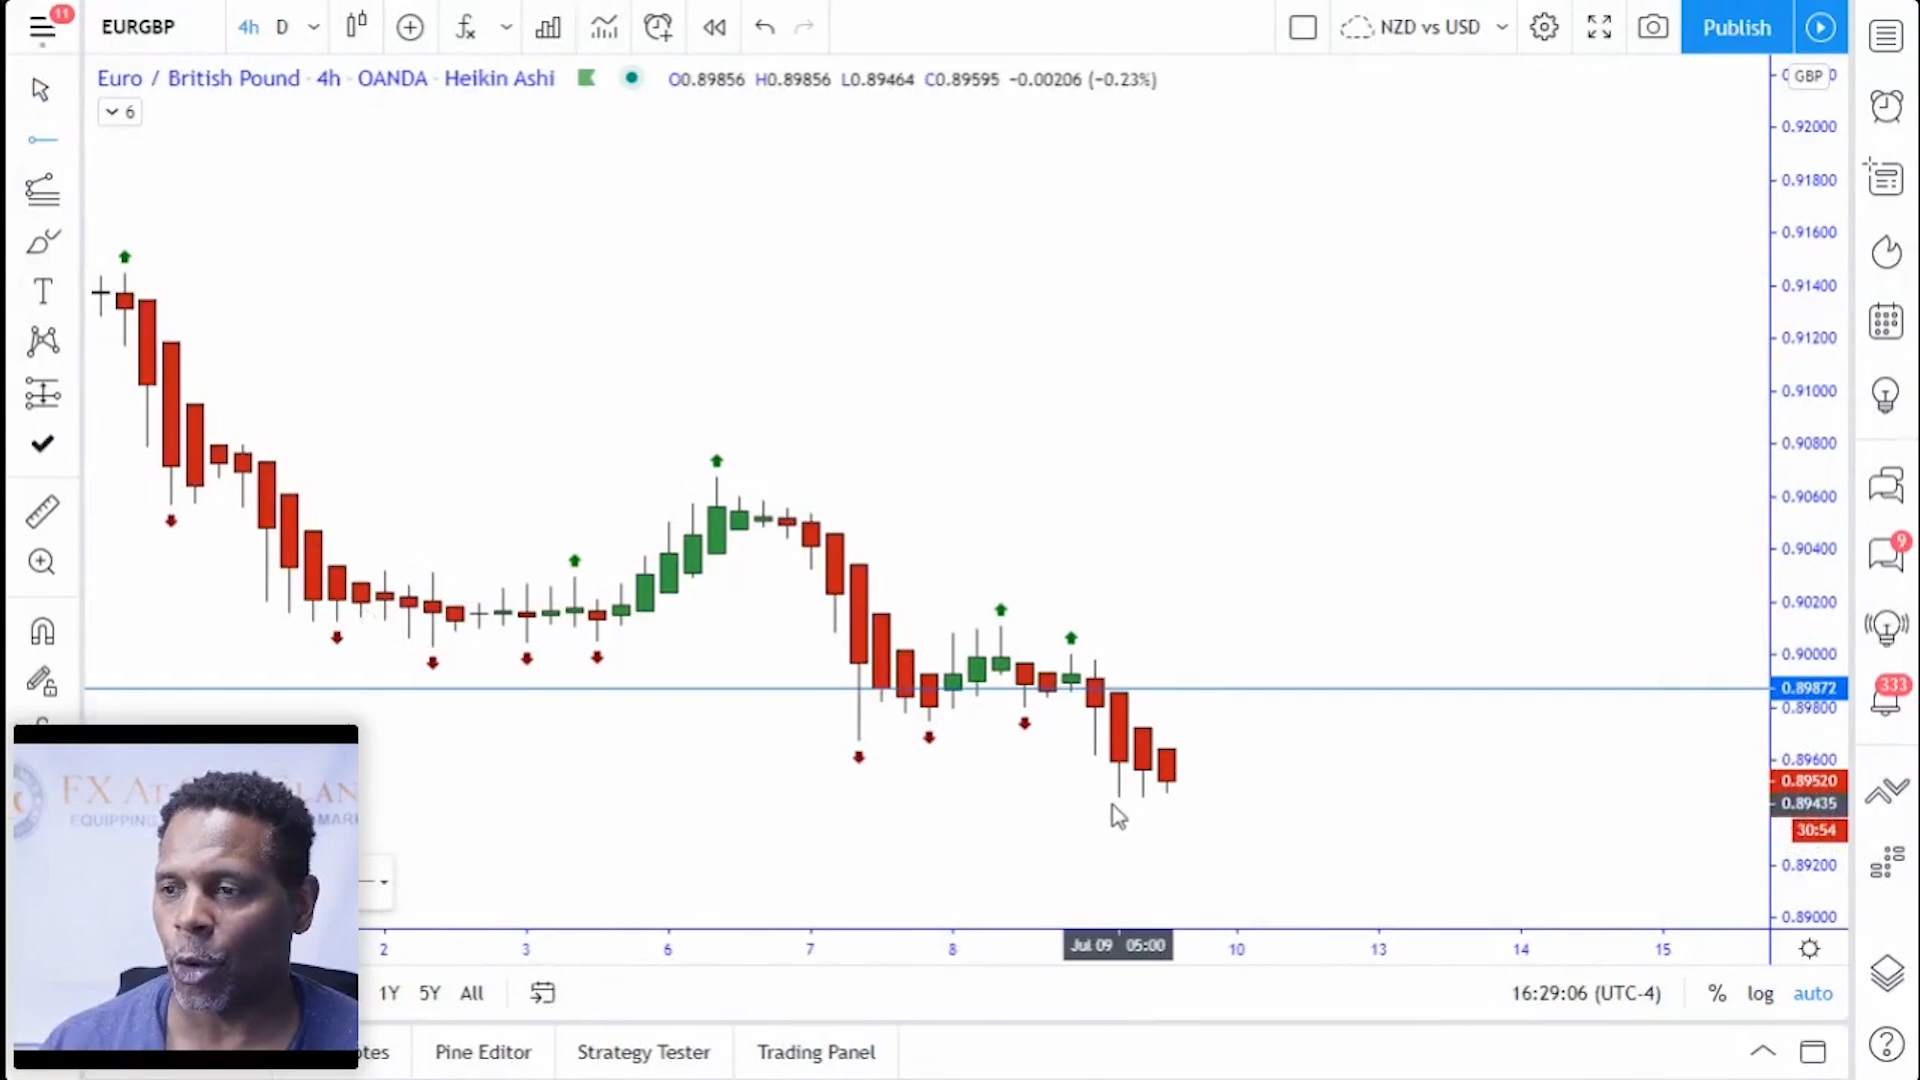 11
EURGBP
4h
D
NZD vs USD
Publish
Euro / British Pound · 4h · OANDA · Heikin Ashi
O0.89856 H0.89856 L0.89464 C0.89595 −0.00206 (−0.23%)
6
GBP
0.92000
0.91800
0.91600
0.91400
0.91200
0.91000
0.90800
0.90600
0.90400
0.90200
0.90000
0.89872
0.89800
0.89600
0.89520
0.89435
30:54
0.89200
0.89000
9
333
T
FX
EQUIPPING
2
3
6
7
8
Jul 09 05:00
10
13
14
15
1Y
5Y
All
16:29:06 (UTC-4)
%
log
auto
Pine Editor
Strategy Tester
Trading Panel